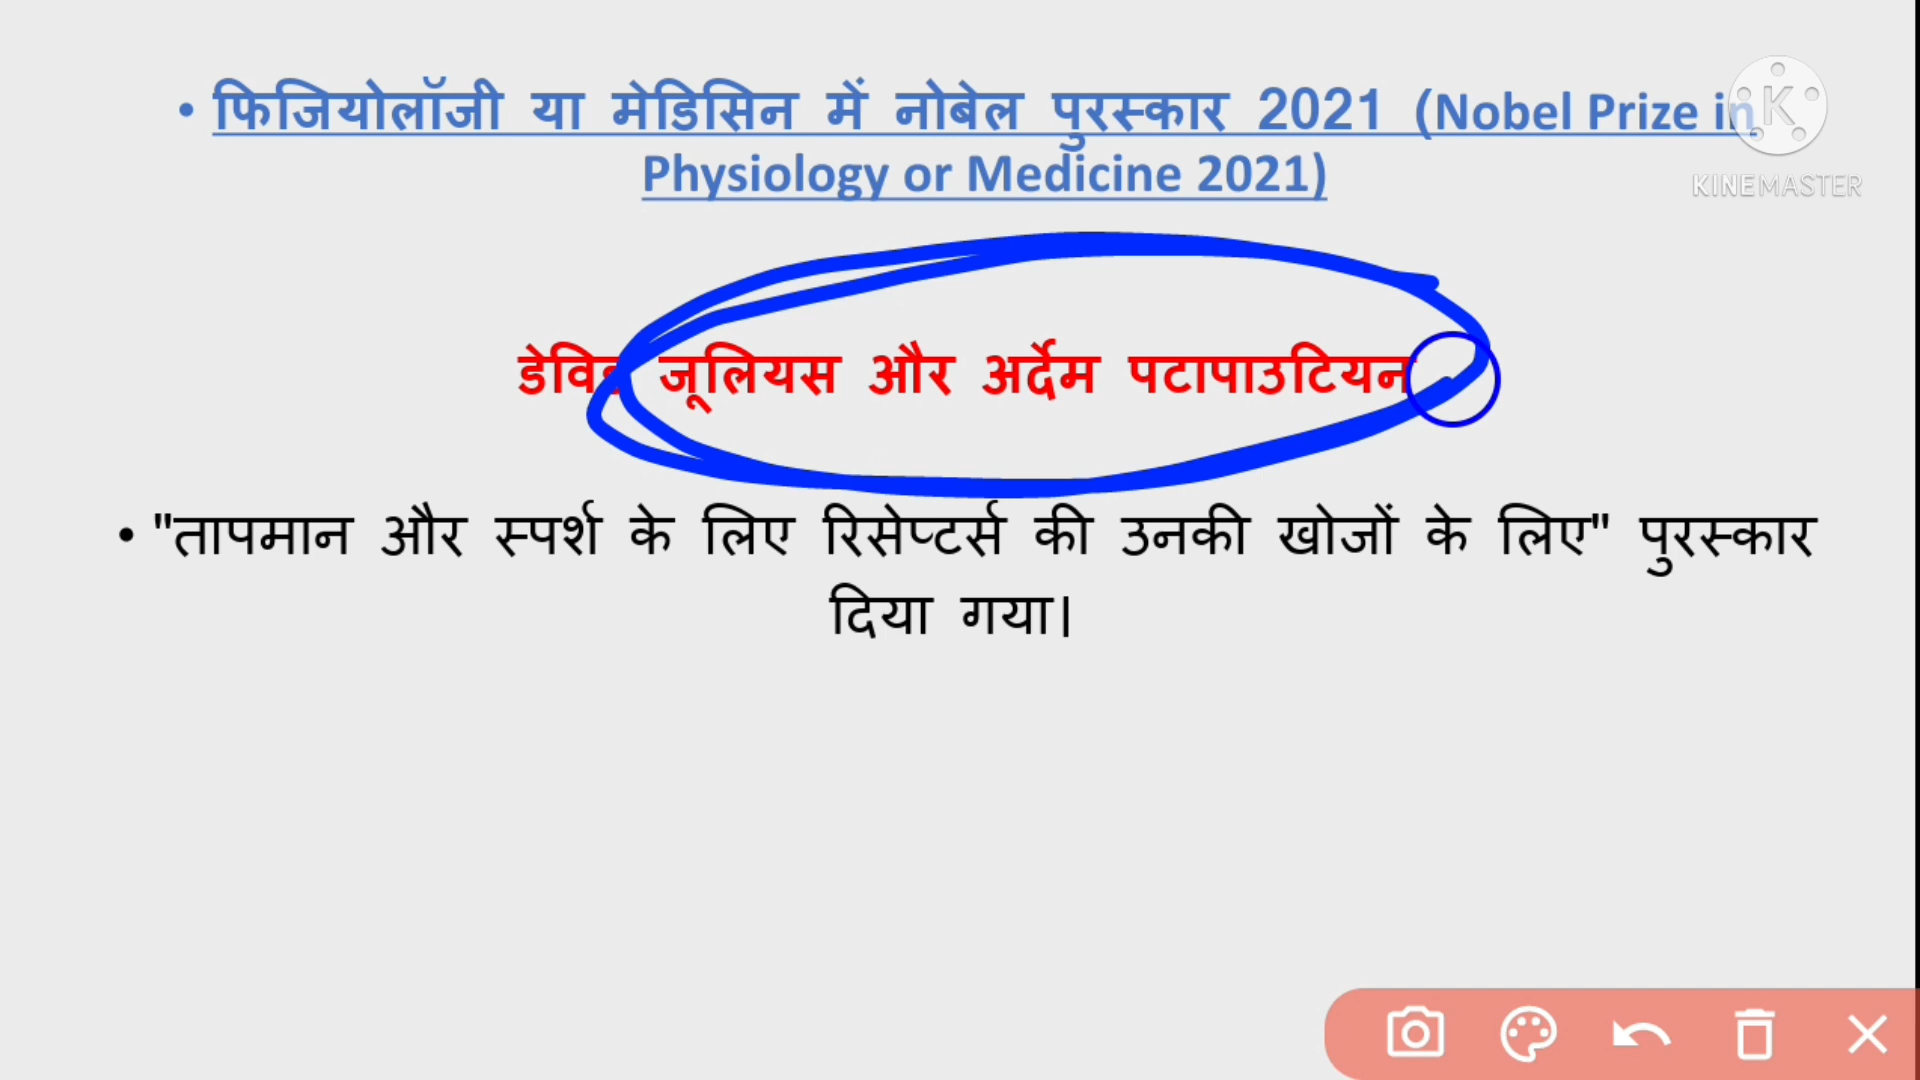 • फिजियोलॉजी या मेडिसिन में नोबेल पुरस्कार 2021 (Nobel Prize in
Physiology or Medicine 2021)
KINEMASTER
जूलियस और अर्देम पटापाउटियन
• "तापमान और स्पर्श के लिए रिसेप्टर्स की उनकी खोजों के लिए" पुरस्कार
दिया गया।